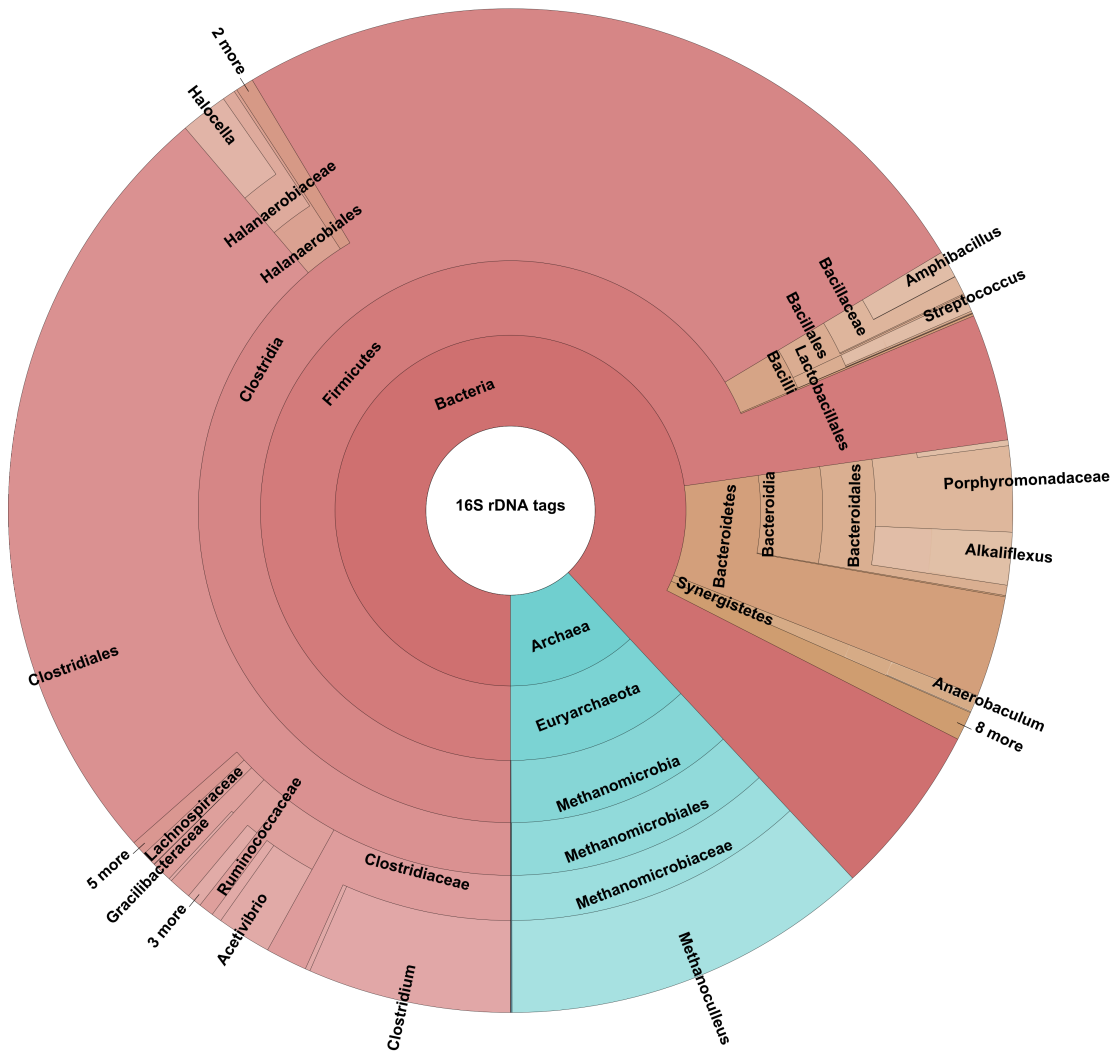 2 more
Halocella
Halanaerobiaceae
Halanaerobiales
Amphibacillus
Bacillaceae
Streptococcus
Bacillales
Bacilli
Lactobacillales
Clostridia
Firmicutes
Bacteria
16S rDNA tags
Porphyromonadaceae
Bacteroidetes
Bacteroidia
Bacteroidales
Alkaliflexus
Synergistetes
Anaerobaculum
8 more
Archaea
Euryarchaeota
Methanomicrobia
Methanomicrobiales
Methanomicrobiaceae
Methanoculleus
Clostridiales
5 more
Lachnospiraceae
Gracilibacteraceae
3 more
Ruminococcaceae
Acetivibrio
Clostridiaceae
Clostridium